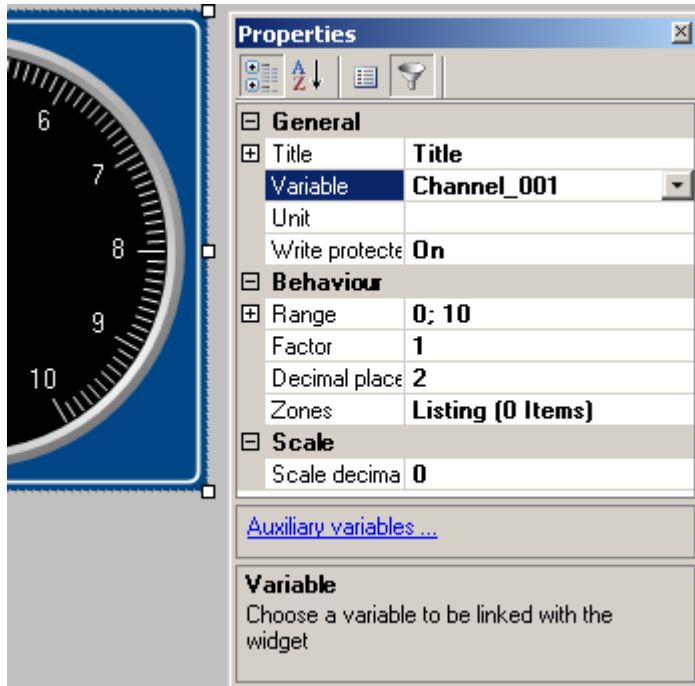 6
7
8
9
10
Properties
General
Title Title
Variable Channel_001
Unit
Write protecte On
Behaviour
Range 0; 10
Factor 1
Decimal place 2
Zones Listing (0 Items)
Scale
Scale decima 0
Auxiliary variables ...
Variable
Choose a variable to be linked with the
widget